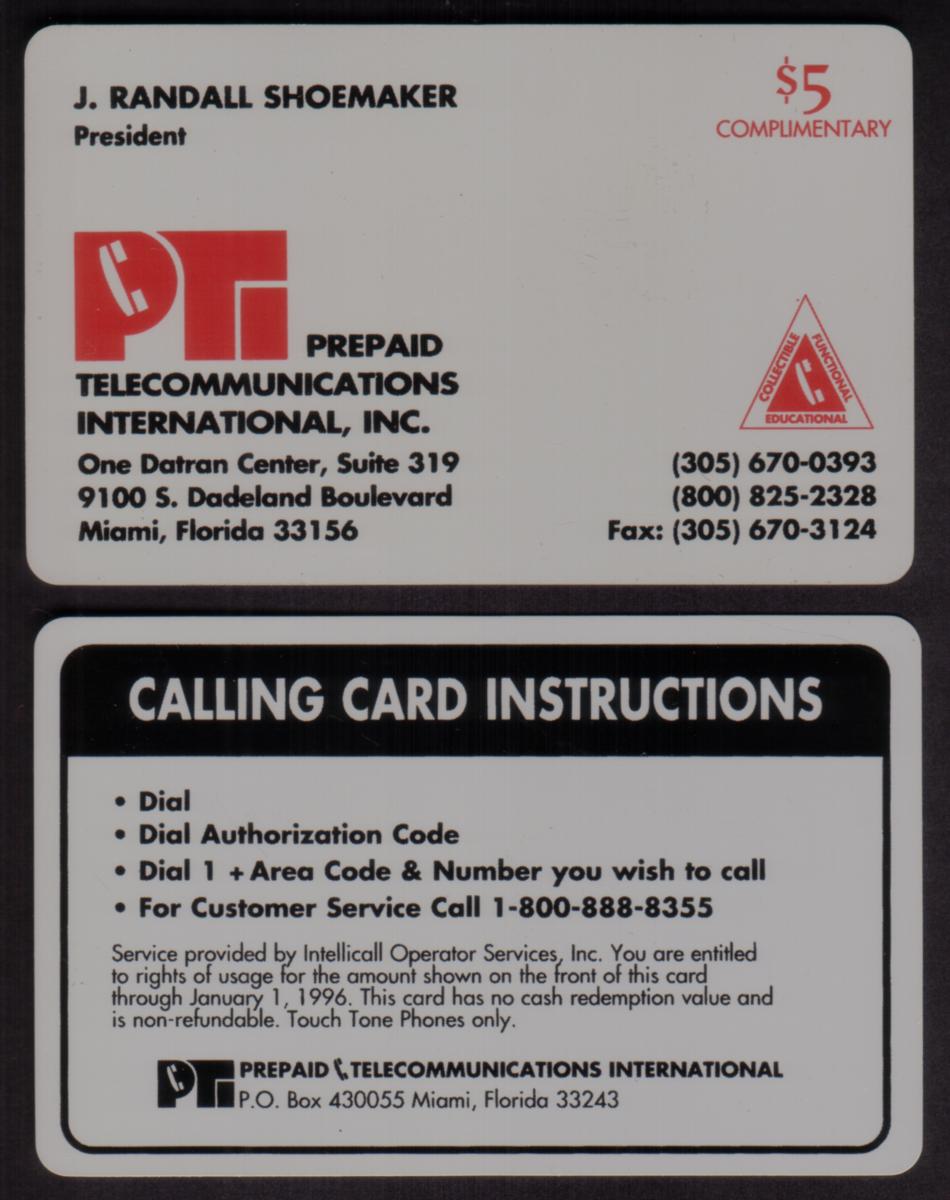 J. RANDALL SHOEMAKER
President
$5
COMPLIMENTARY
PTI
PREPAID
TELECOMMUNICATIONS
INTERNATIONAL, INC.
COLLECTIBLE
FUNCTIONAL
EDUCATIONAL
One Datran Center, Suite 319
9100 S. Dadeland Boulevard
Miami, Florida 33156
(305) 670-0393
(800) 825-2328
Fax: (305) 670-3124
CALLING CARD INSTRUCTIONS
• Dial
• Dial Authorization Code
• Dial 1 + Area Code & Number you wish to call
• For Customer Service Call 1-800-888-8355
Service provided by Intellicall Operator Services, Inc. You are entitled
to rights of usage for the amount shown on the front of this card
through January 1, 1996. This card has no cash redemption value and
is non-refundable. Touch Tone Phones only.
PTI PREPAID TELECOMMUNICATIONS INTERNATIONAL
P.O. Box 430055 Miami, Florida 33243